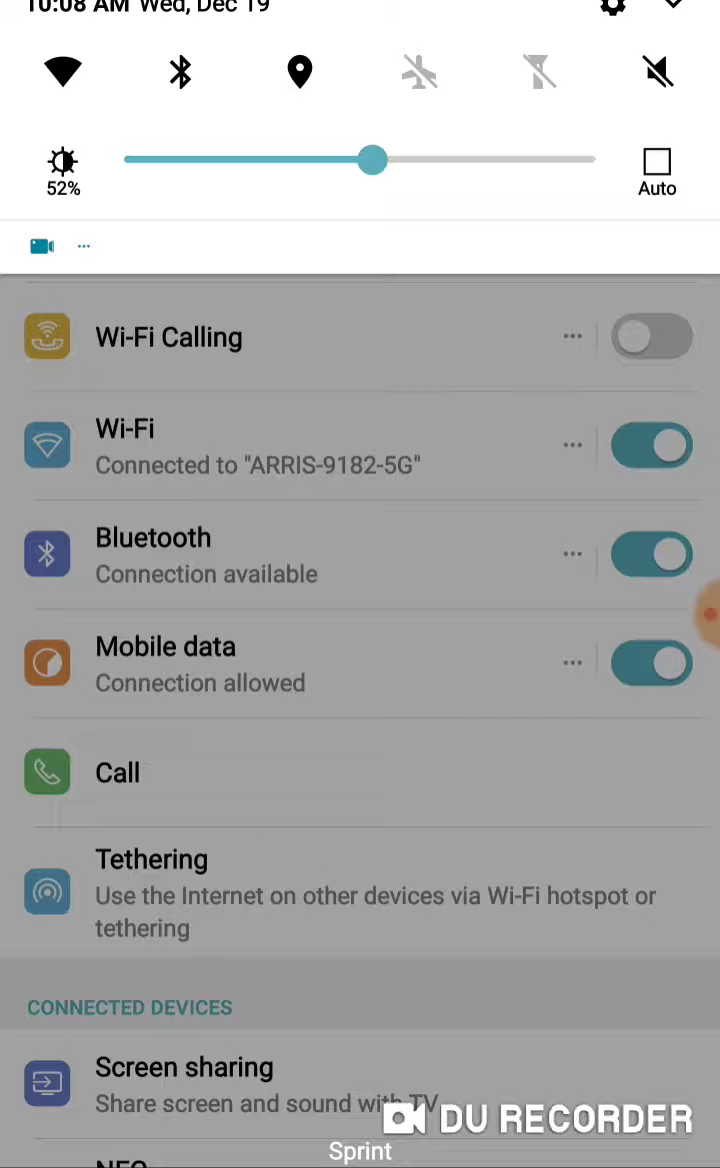 10:08 AM Wed, Dec 19
52%
Auto
Wi-Fi Calling
Wi-Fi
Connected to "ARRIS-9182-5G"
Bluetooth
Connection available
Mobile data
Connection allowed
Call
Tethering
Use the Internet on other devices via Wi-Fi hotspot or
tethering
CONNECTED DEVICES
Screen sharing
Share screen and sound with TV
DU RECORDER
Sprint
NFC